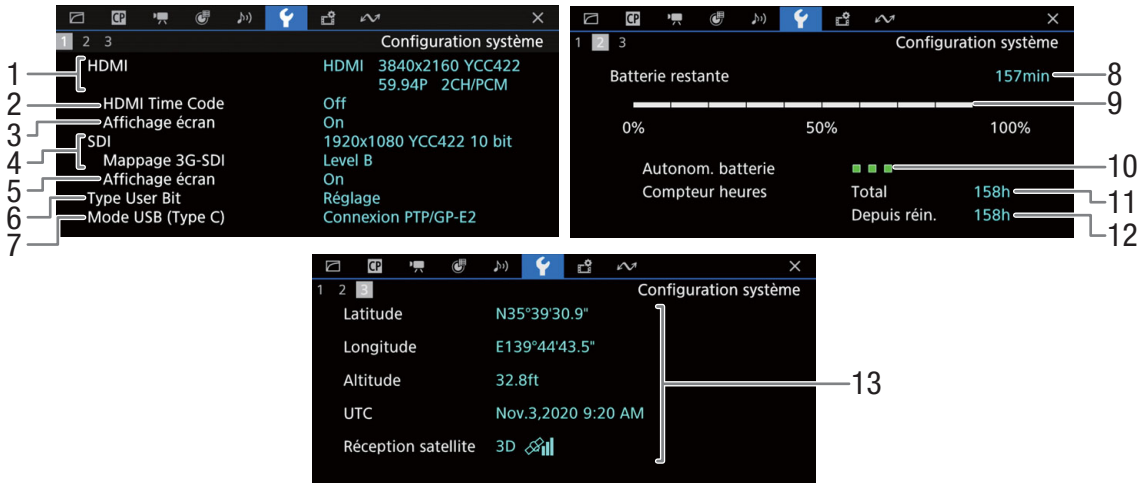 CP
1 2 3
Configuration système
1
HDMI
HDMI 3840x2160 YCC422
59.94P 2CH/PCM
2
HDMI Time Code
Off
3
Affichage écran
On
4
SDI
1920x1080 YCC422 10 bit
Mappage 3G-SDI
Level B
5
Affichage écran
On
6
Type User Bit
Réglage
7
Mode USB (Type C)
Connexion PTP/GP-E2
CP
1 2 3
Configuration système
Batterie restante
157min
8
9
0% 50% 100%
Autonom. batterie
10
Compteur heures
Total
158h
11
Depuis réin.
158h
12
CP
1 2 3
Configuration système
Latitude
N35°39'30.9"
Longitude
E139°44'43.5"
Altitude
32.8ft
13
UTC
Nov.3,2020 9:20 AM
Réception satellite
3D